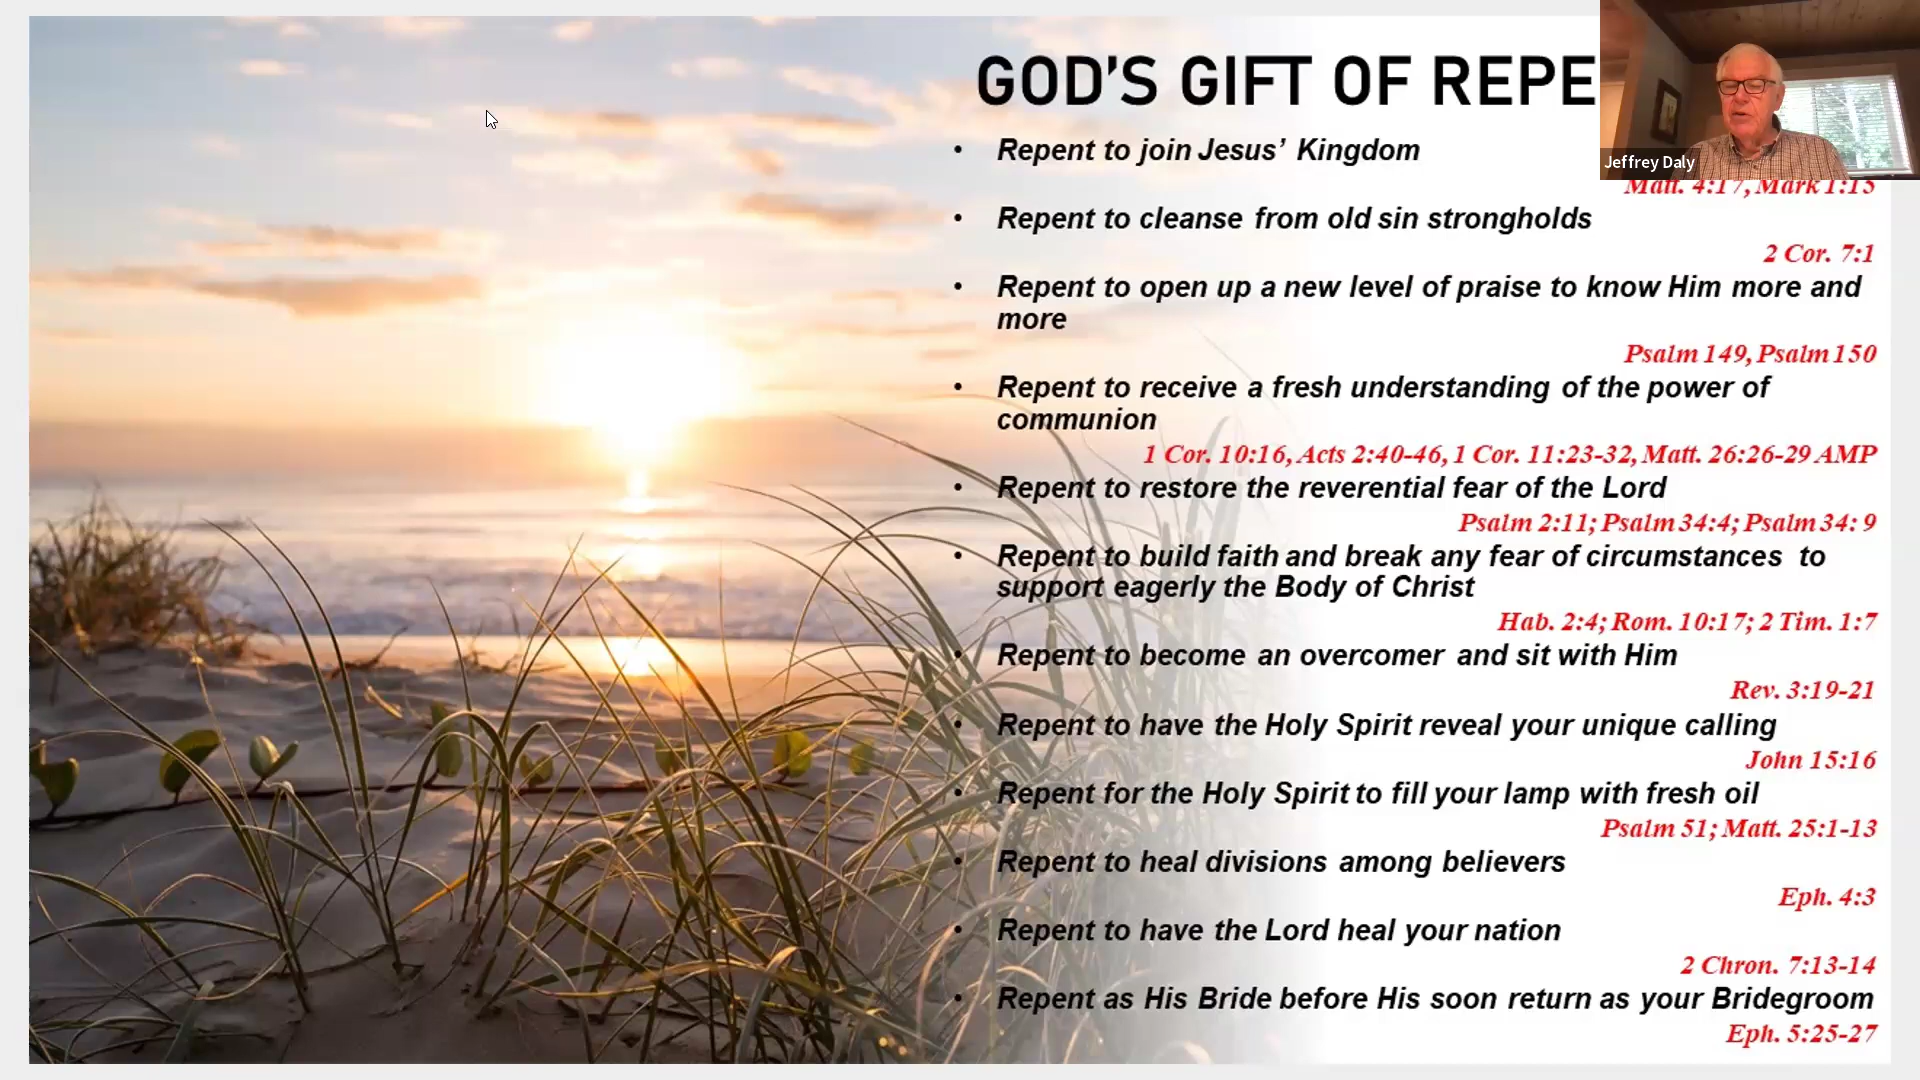 GOD'S GIFT OF REPE
Jeffrey Daly
• Repent to join Jesus' Kingdom
Matt. 4:17, Mark 1:15
• Repent to cleanse from old sin strongholds
2 Cor. 7:1
• Repent to open up a new level of praise to know Him more and
more
Psalm 149, Psalm 150
• Repent to receive a fresh understanding of the power of
communion
1 Cor. 10:16, Acts 2:40-46, 1 Cor. 11:23-32, Matt. 26:26-29 AMP
• Repent to restore the reverential fear of the Lord
Psalm 2:11; Psalm 34:4; Psalm 34: 9
• Repent to build faith and break any fear of circumstances to
support eagerly the Body of Christ
Hab. 2:4; Rom. 10:17; 2 Tim. 1:7
• Repent to become an overcomer and sit with Him
Rev. 3:19-21
• Repent to have the Holy Spirit reveal your unique calling
John 15:16
• Repent for the Holy Spirit to fill your lamp with fresh oil
Psalm 51; Matt. 25:1-13
• Repent to heal divisions among believers
Eph. 4:3
• Repent to have the Lord heal your nation
2 Chron. 7:13-14
• Repent as His Bride before His soon return as your Bridegroom
Eph. 5:25-27